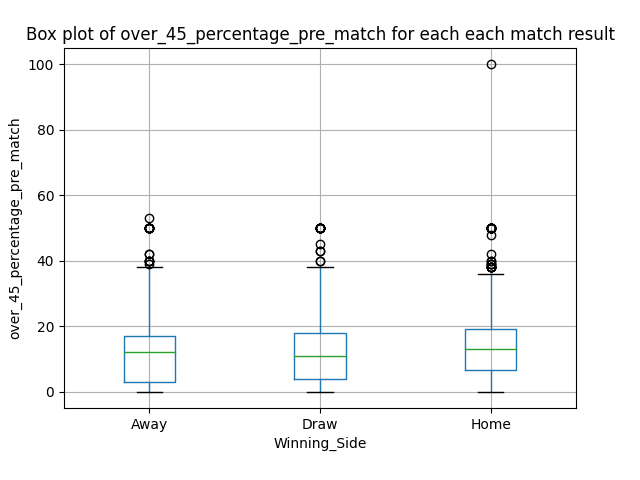 Box plot of over_45_percentage_pre_match for each each match result
over_45_percentage_pre_match
100
80
60
40
20
0
Away Draw Home
Winning_Side